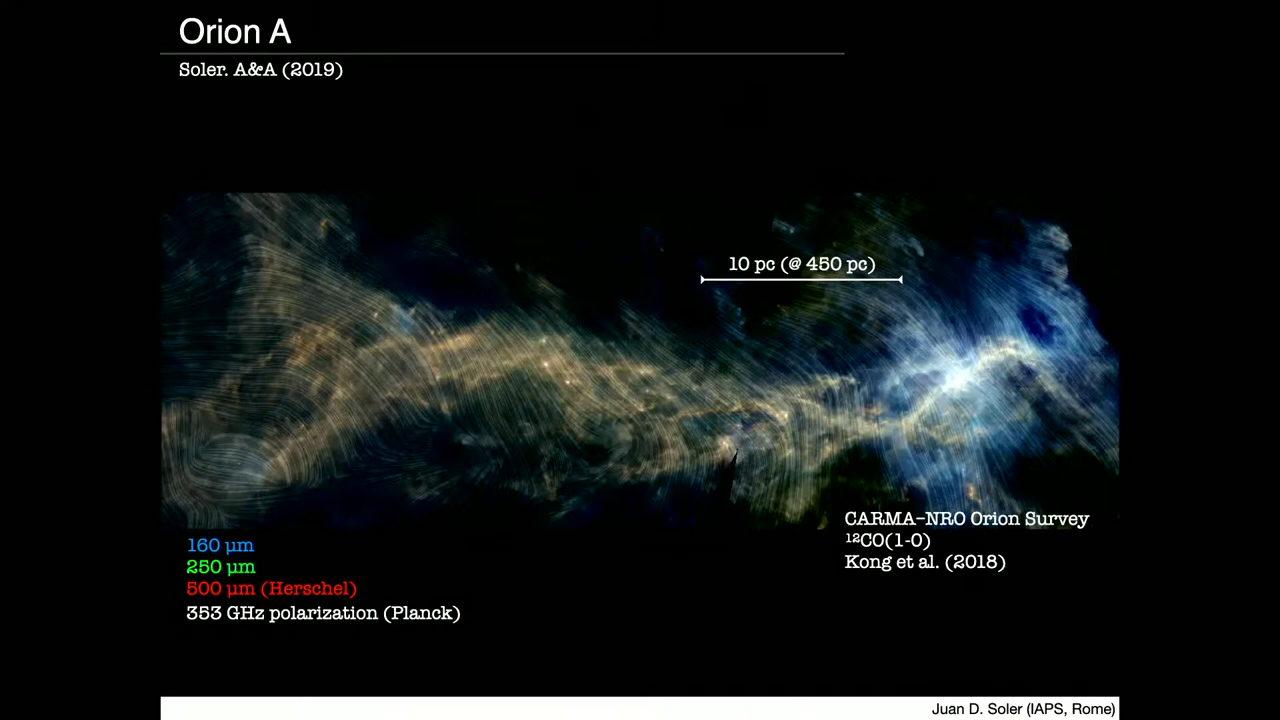 Orion A
Soler. A&A (2019)
10 pc (@ 450 pc)
CARMA–NRO Orion Survey
¹²CO(1-0)
Kong et al. (2018)
160 μm
250 μm
500 μm (Herschel)
353 GHz polarization (Planck)
Juan D. Soler (IAPS, Rome)